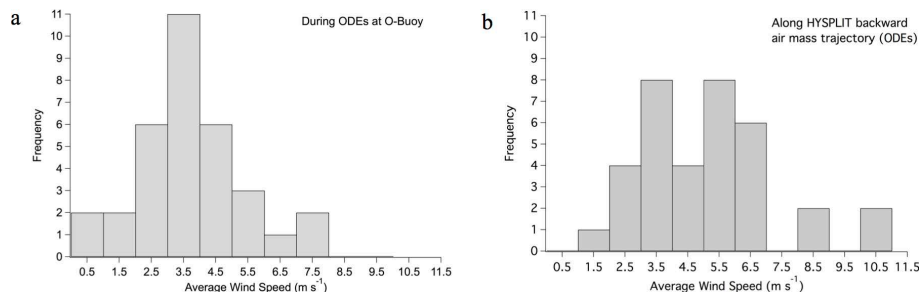 a
During ODEs at O-Buoy
11
10
9
8
7
6
5
4
3
2
1
0
Frequency
0.5 1.5 2.5 3.5 4.5 5.5 6.5 7.5 8.5 9.5 10.5 11.5
Average Wind Speed (m s⁻¹)
b
Along HYSPLIT backward
air mass trajectory (ODEs)
11
10
9
8
7
6
5
4
3
2
1
0
Frequency
0.5 1.5 2.5 3.5 4.5 5.5 6.5 7.5 8.5 9.5 10.5 11.5
Average Wind Speed (m s⁻¹)